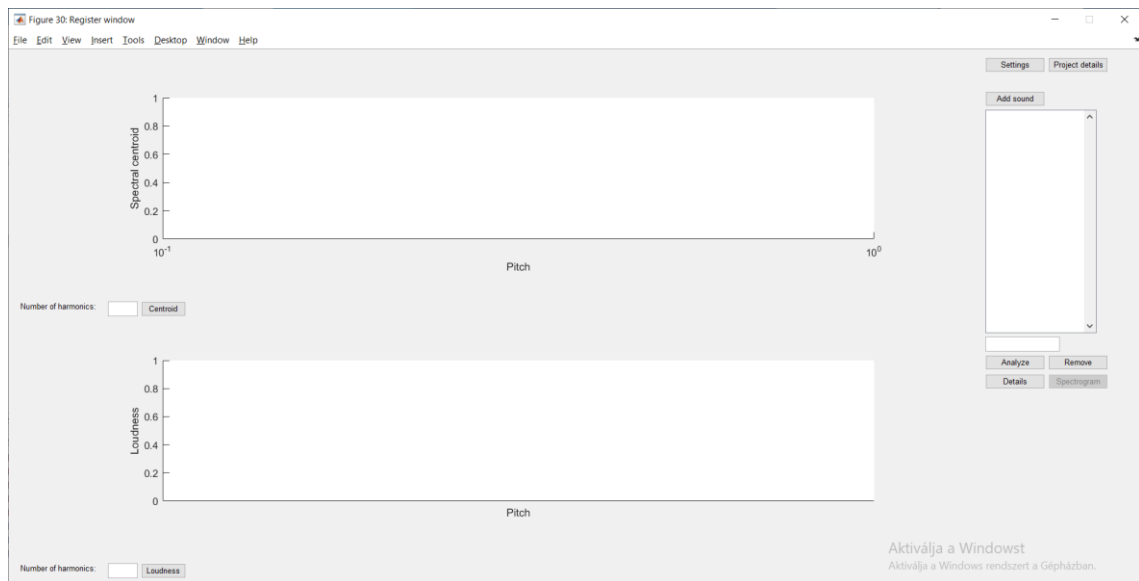 Figure 30: Register window
File Edit View Insert Tools Desktop Window Help
Settings Project details
Add sound
1
0.8
0.6
0.4
0.2
0
Spectral centroid
10^-1 10^0
Pitch
Number of harmonics: Centroid
1
0.8
0.6
0.4
0.2
0
Loudness
Pitch
Number of harmonics: Loudness
Analyze Remove
Details Spectrogram
Aktiválja a Windowst
Aktiválja a Windows rendszert a Gépházban.